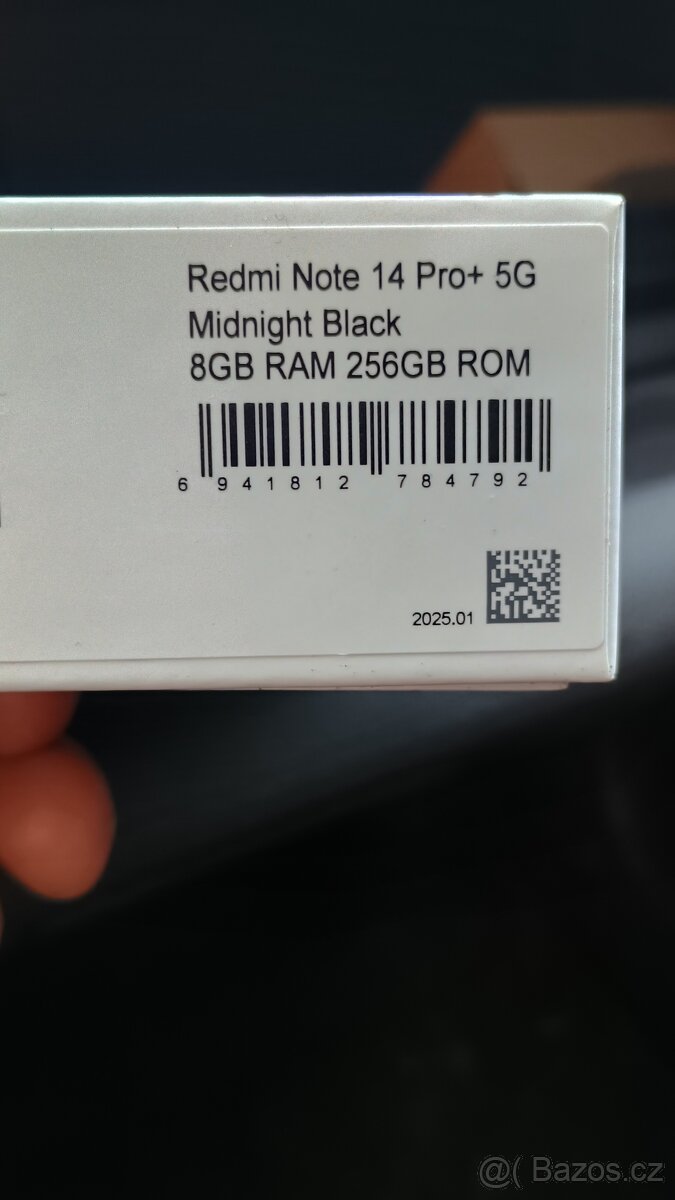 Redmi Note 14 Pro+ 5G
Midnight Black
8GB RAM 256GB ROM
6 941812 784792
2025.01
@( Bazos.cz